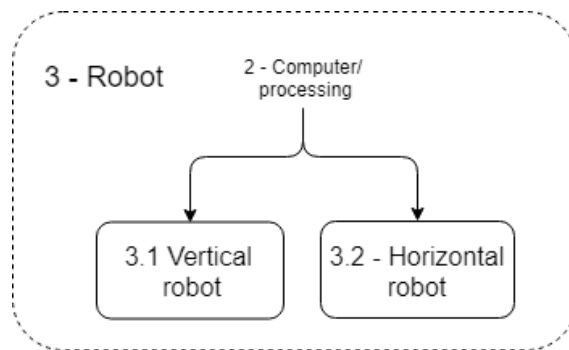 3 - Robot
2 - Computer/
processing
3.1 Vertical
robot
3.2 - Horizontal
robot